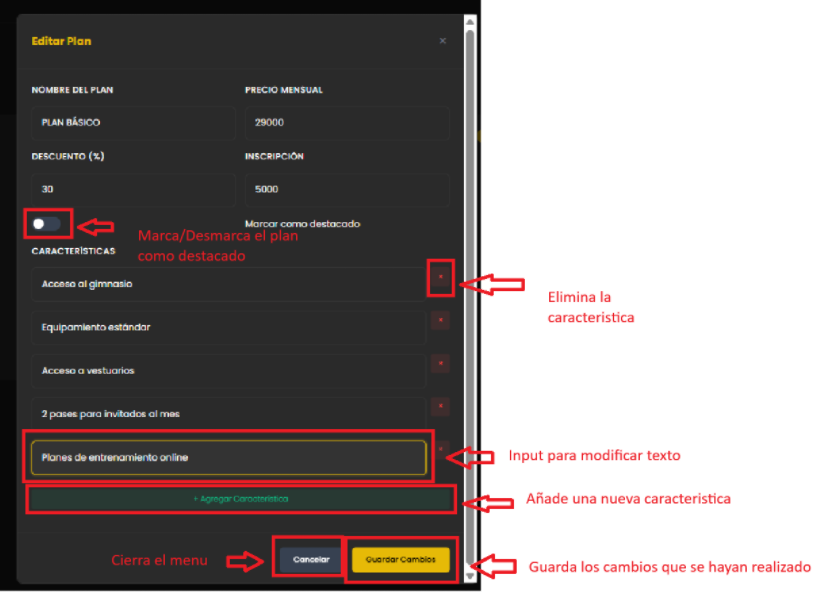 Editar Plan
×
NOMBRE DEL PLAN
PRECIO MENSUAL
PLAN BÁSICO
29000
DESCUENTO (%)
INSCRIPCIÓN
30
5000
Marcar como destacado
Marca/Desmarca el plan
como destacado
CARACTERÍSTICAS
Acceso al gimnasio
×
Elimina la
caracteristica
Equipamiento estándar
×
Acceso a vestuarios
×
2 pases para invitados al mes
×
Planes de entrenamiento online
×
Input para modificar texto
+ Agregar Característica
Añade una nueva caracteristica
Cierra el menu
Cancelar
Guardar Cambios
Guarda los cambios que se hayan realizado